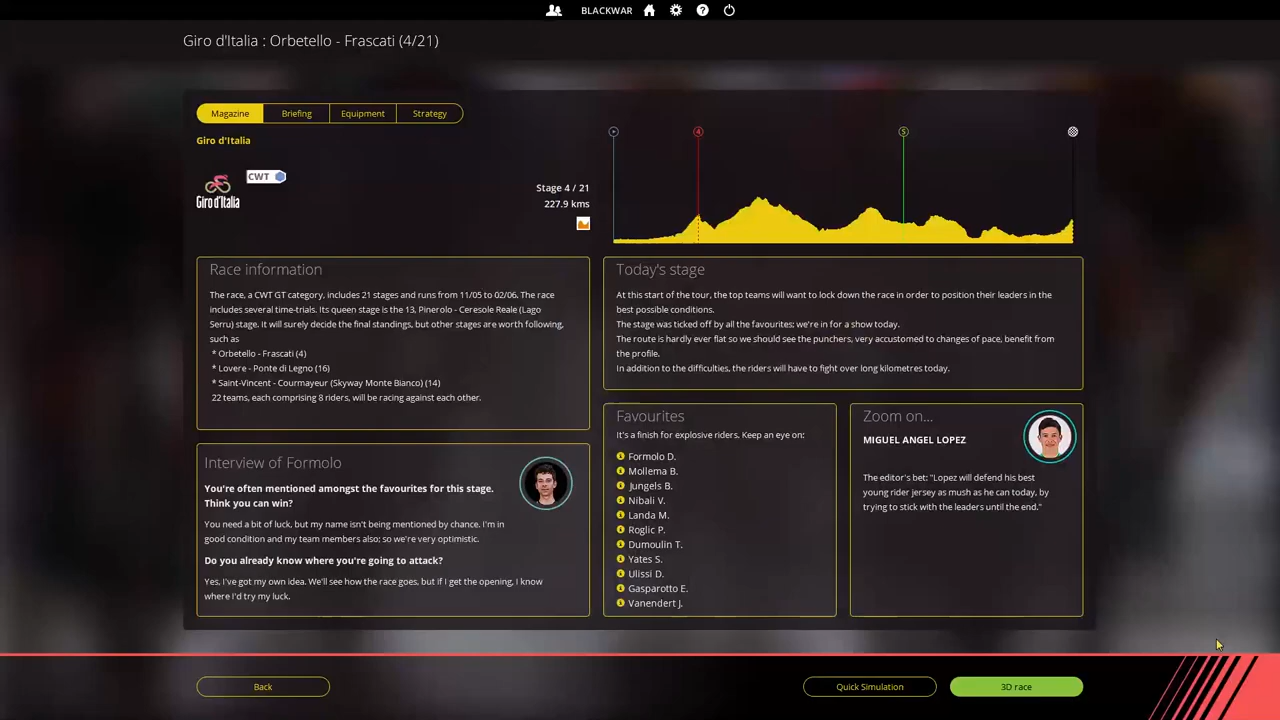 BLACKWAR
Giro d'Italia : Orbetello - Frascati (4/21)
Magazine
Briefing
Equipment
Strategy
Giro d'Italia
CWT
Giro d'Italia
Stage 4 / 21
227.9 kms
4
S
Race information
The race, a CWT GT category, includes 21 stages and runs from 11/05 to 02/06. The race
includes several time-trials. Its queen stage is the 13, Pinerolo - Ceresole Reale (Lago
Serru) stage. it will surely decide the final standings, but other stages are worth following,
such as
* Orbetello - Frascati (4)
* Lovere - Ponte di Legno (16)
* Saint-Vincent - Courmayeur (Skyway Monte Bianco) (14)
22 teams, each comprising 8 riders, will be racing against each other.
Today's stage
At this start of the tour, the top teams will want to lock down the race in order to position their leaders in the
best possible conditions.
The stage was ticked off by all the favourites; we're in for a show today.
The route is hardly ever flat so we should see the punchers, very accustomed to changes of pace, benefit from
the profile.
In addition to the difficulties, the riders will have to fight over long kilometres today.
Interview of Formolo
You're often mentioned amongst the favourites for this stage.
Think you can win?
You need a bit of luck, but my name isn't being mentioned by chance. I'm in
good condition and my team members also; so we're very optimistic.
Do you already know where you're going to attack?
Yes, I've got my own idea. We'll see how the race goes, but if I get the opening, I know
where I'd try my luck.
Favourites
It's a finish for explosive riders. Keep an eye on:
Formolo D.
Mollema B.
Jungels B.
Nibali V.
Landa M.
Roglic P.
Dumoulin T.
Yates S.
Ulissi D.
Gasparotto E.
Vanendert J.
Zoom on...
MIGUEL ANGEL LOPEZ
The editor's bet: "Lopez will defend his best
young rider jersey as much as he can today, by
trying to stick with the leaders until the end."
Back
Quick Simulation
3D race